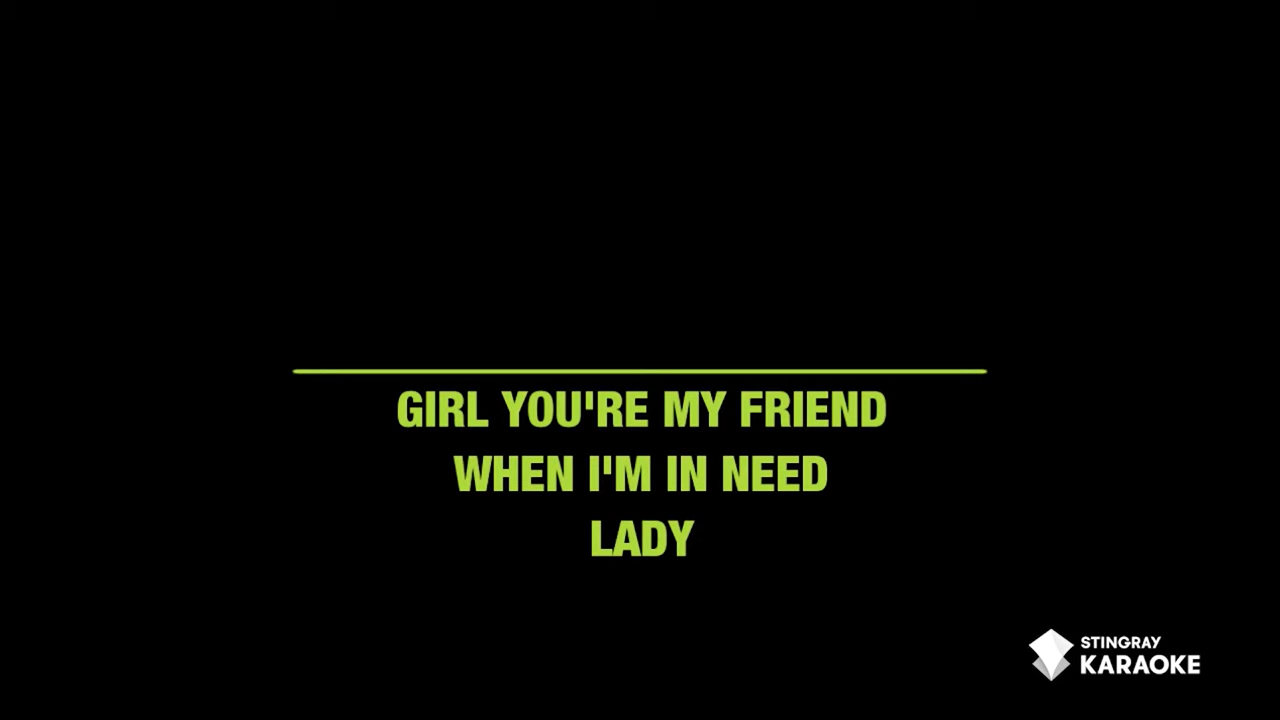 GIRL YOU'RE MY FRIEND
WHEN I'M IN NEED
LADY
STINGRAY
KARAOKE